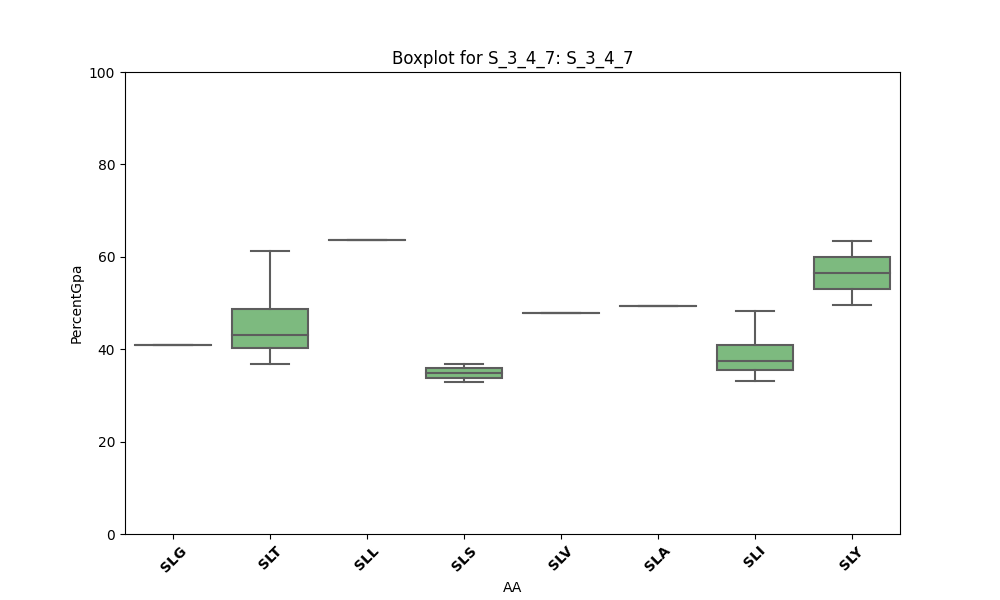 Boxplot for S_3_4_7: S_3_4_7
PercentGpa
100
80
60
40
20
0
SLG
SLT
SLL
SLS
SLV
SLA
SLI
SLY
AA